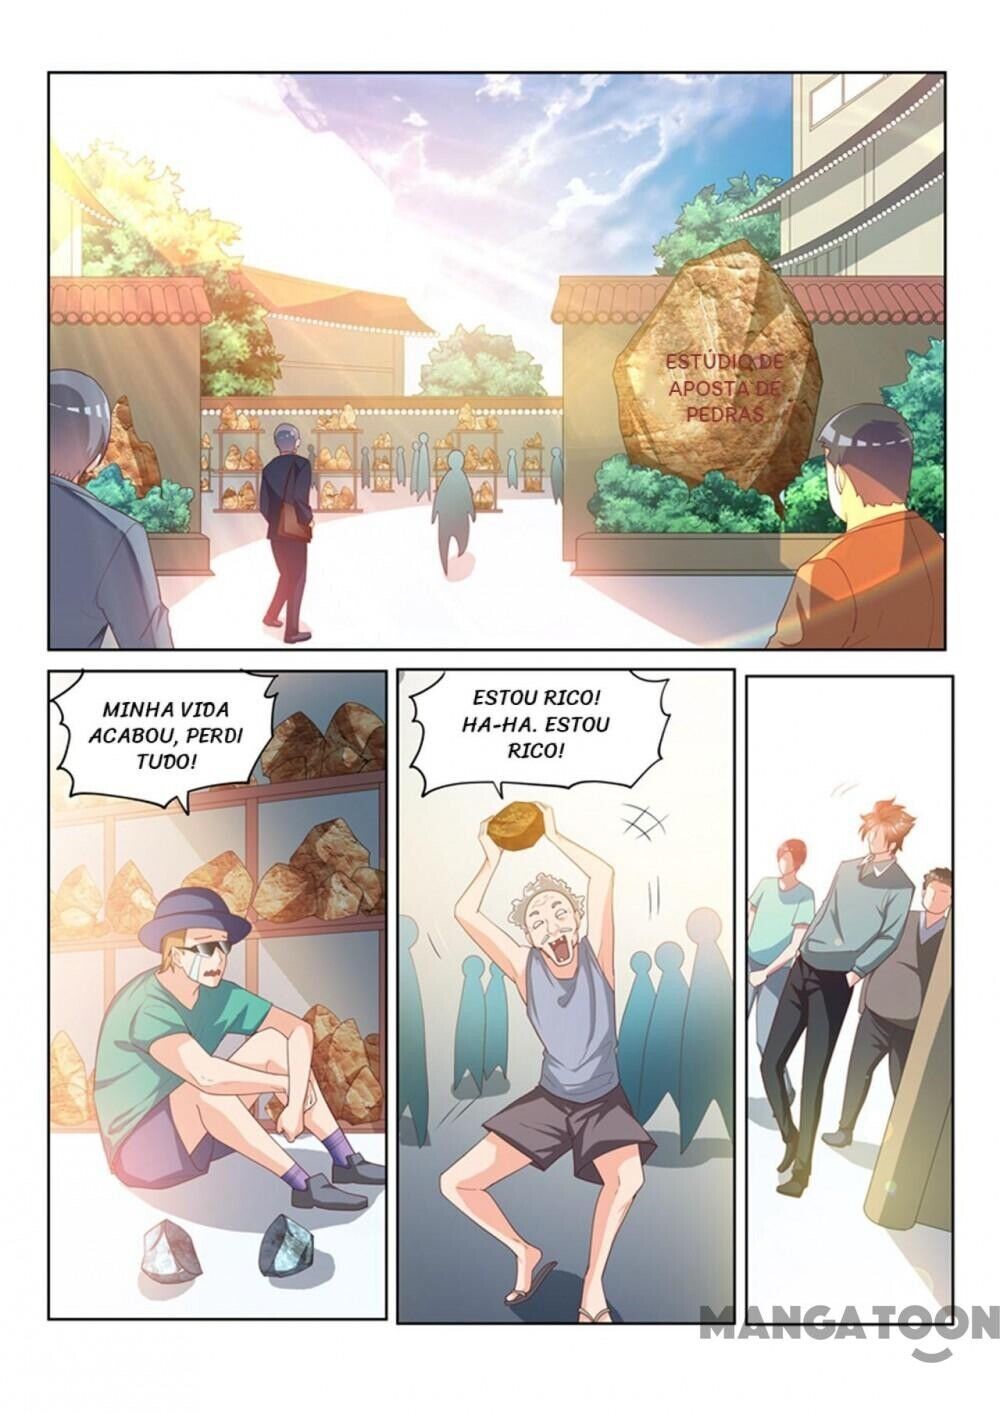 ESTÚDIO DE
APOSTA DE
PEDRAS
MINHA VIDA
ACABOU, PERDI
TUDO!
ESTOU RICO!
HA-HA. ESTOU
RICO!
MANGATOON